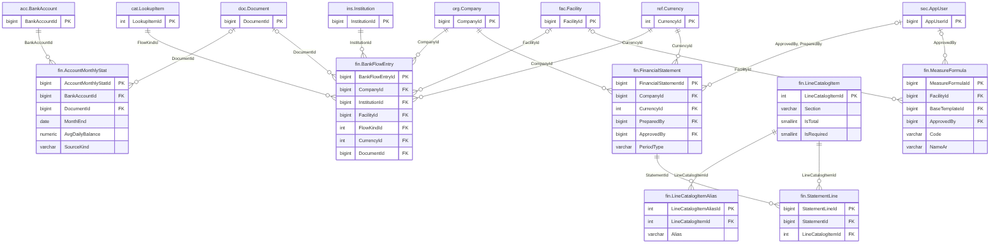 acc.BankAccount
bigint BankAccountId PK
cat.LookupItem
int LookupItemId PK
doc.Document
bigint DocumentId PK
ins.Institution
bigint InstitutionId PK
org.Company
bigint CompanyId PK
fac.Facility
bigint FacilityId PK
ref.Currency
int CurrencyId PK
sec.AppUser
bigint AppUserId PK
BankAccountId
FlowKindId
DocumentId
DocumentId
InstitutionId
CompanyId
FacilityId
CompanyId
CurrencyId
CurrencyId
FacilityId
ApprovedBy, PreparedBy
ApprovedBy
fin.AccountMonthlyStat
bigint AccountMonthlyStatId PK
bigint BankAccountId FK
bigint DocumentId FK
date MonthEnd
numeric AvgDailyBalance
varchar SourceKind
fin.BankFlowEntry
bigint BankFlowEntryId PK
bigint CompanyId FK
bigint InstitutionId FK
bigint FacilityId FK
int FlowKindId FK
int CurrencyId FK
bigint DocumentId FK
fin.FinancialStatement
bigint FinancialStatementId PK
bigint CompanyId FK
int CurrencyId FK
bigint PreparedBy FK
bigint ApprovedBy FK
varchar PeriodType
fin.LineCatalogItem
int LineCatalogItemId PK
varchar Section
smallint IsTotal
smallint IsRequired
fin.MeasureFormula
bigint MeasureFormulaId PK
bigint FacilityId FK
bigint BaseTemplateId FK
bigint ApprovedBy FK
varchar Code
varchar NameAr
StatementId
LineCatalogItemId
LineCatalogItemId
fin.LineCatalogItemAlias
int LineCatalogItemAliasId PK
int LineCatalogItemId FK
varchar Alias
fin.StatementLine
bigint StatementLineId PK
bigint StatementId FK
int LineCatalogItemId FK